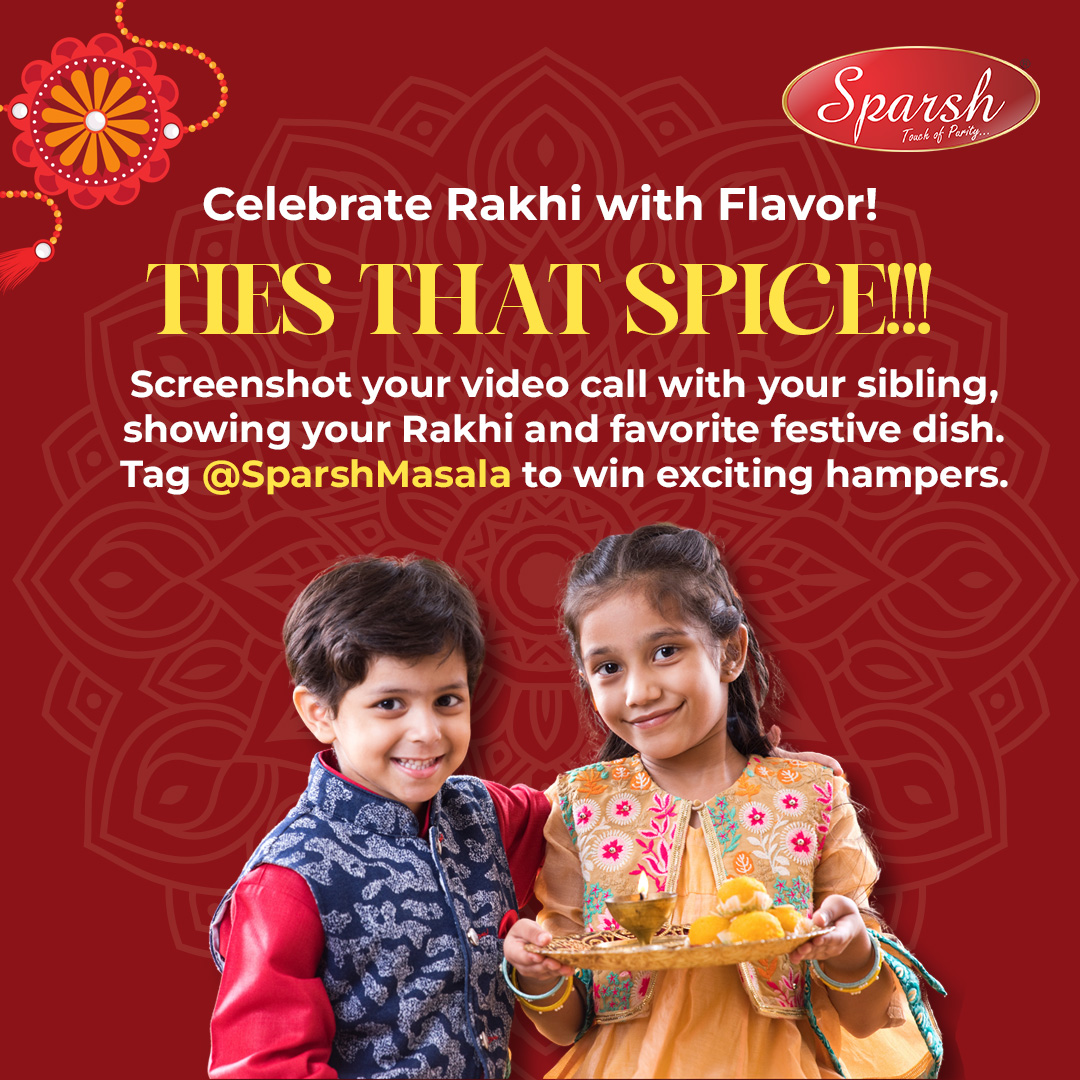 Sparsh
Touch of Purity...
Celebrate Rakhi with Flavor!
TIES THAT SPICE!!!
Screenshot your video call with your sibling,
showing your Rakhi and favorite festive dish.
Tag @SparshMasala to win exciting hampers.